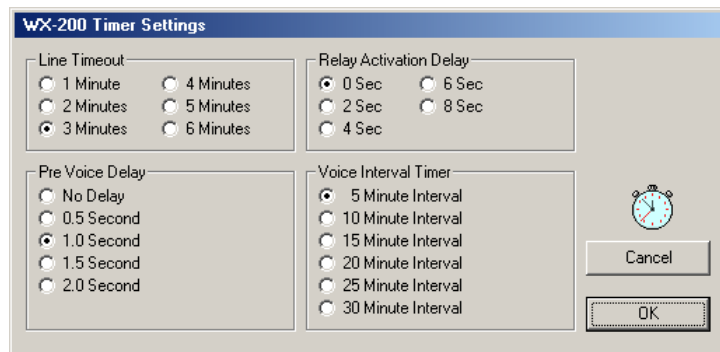 WX-200 Timer Settings
Line Timeout
1 Minute
2 Minutes
3 Minutes
4 Minutes
5 Minutes
6 Minutes
Relay Activation Delay
0 Sec
2 Sec
4 Sec
6 Sec
8 Sec
Pre Voice Delay
No Delay
0.5 Second
1.0 Second
1.5 Second
2.0 Second
Voice Interval Timer
5 Minute Interval
10 Minute Interval
15 Minute Interval
20 Minute Interval
25 Minute Interval
30 Minute Interval
Cancel
OK